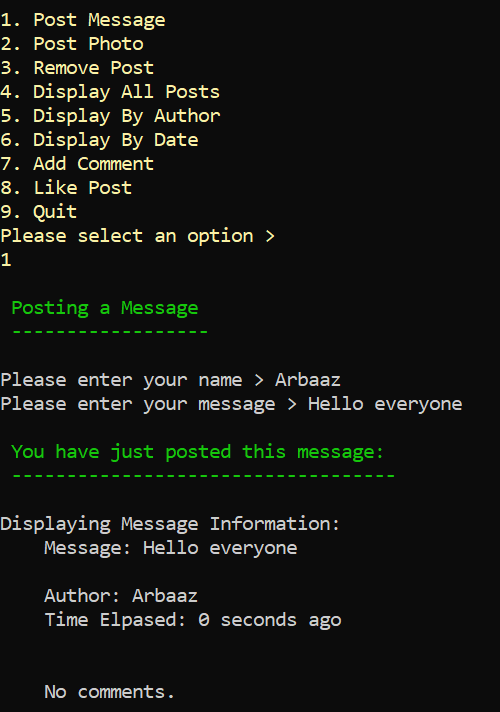 1. Post Message
2. Post Photo
3. Remove Post
4. Display All Posts
5. Display By Author
6. Display By Date
7. Add Comment
8. Like Post
9. Quit
Please select an option >
1
Posting a Message
------------------
Please enter your name > Arbaaz
Please enter your message > Hello everyone
You have just posted this message:
-----------------------------------
Displaying Message Information:
Message: Hello everyone
Author: Arbaaz
Time Elpased: 0 seconds ago
No comments.